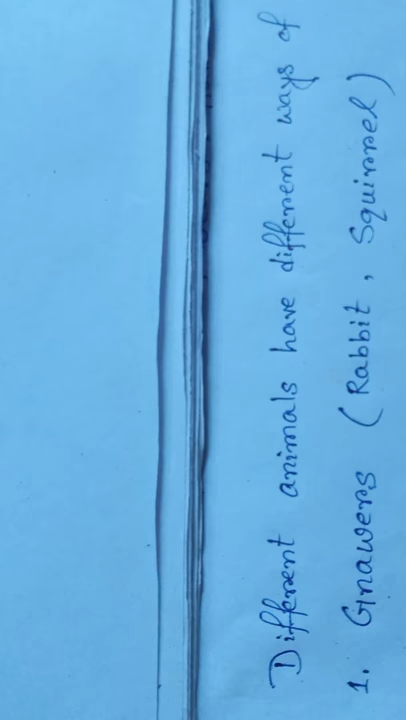 Different animals have different ways of
1. Gnawers (Rabbit, Squirrel)